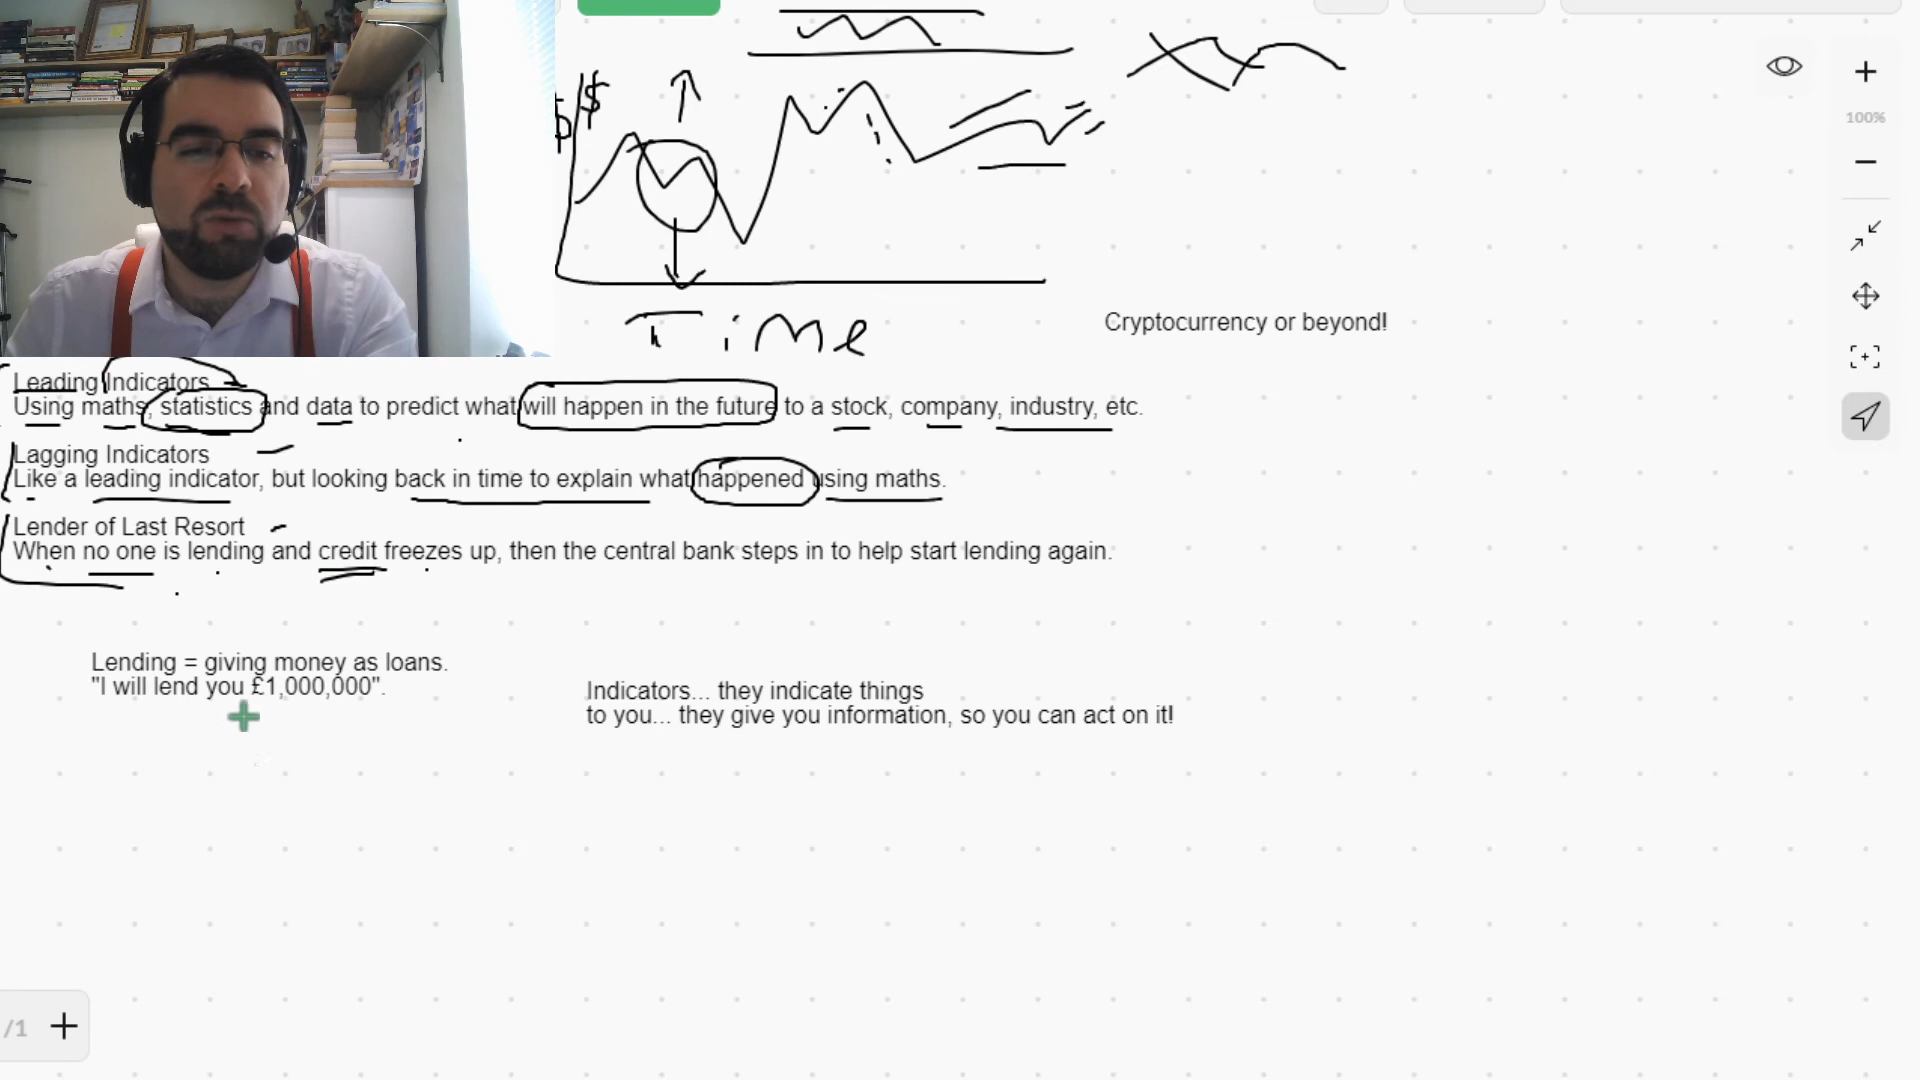 $
$
Time
100%
Cryptocurrency or beyond!
Leading Indicators
Using maths, statistics and data to predict what will happen in the future to a stock, company, industry, etc.
Lagging Indicators
Like a leading indicator, but looking back in time to explain what happened using maths.
Lender of Last Resort
When no one is lending and credit freezes up, then the central bank steps in to help start lending again.
Lending = giving money as loans.
"I will lend you £1,000,000".
Indicators... they indicate things
to you... they give you information, so you can act on it!
/1